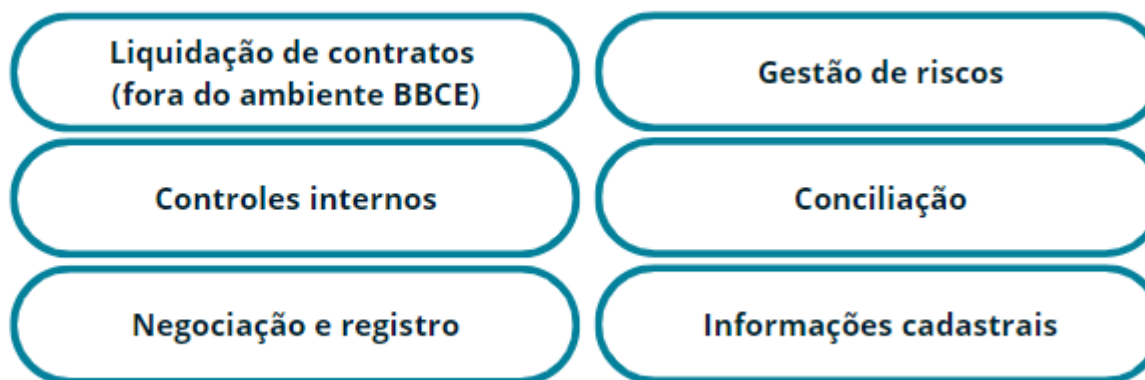 Liquidação de contratos
(fora do ambiente BBCE)
Gestão de riscos
Controles internos
Conciliação
Negociação e registro
Informações cadastrais